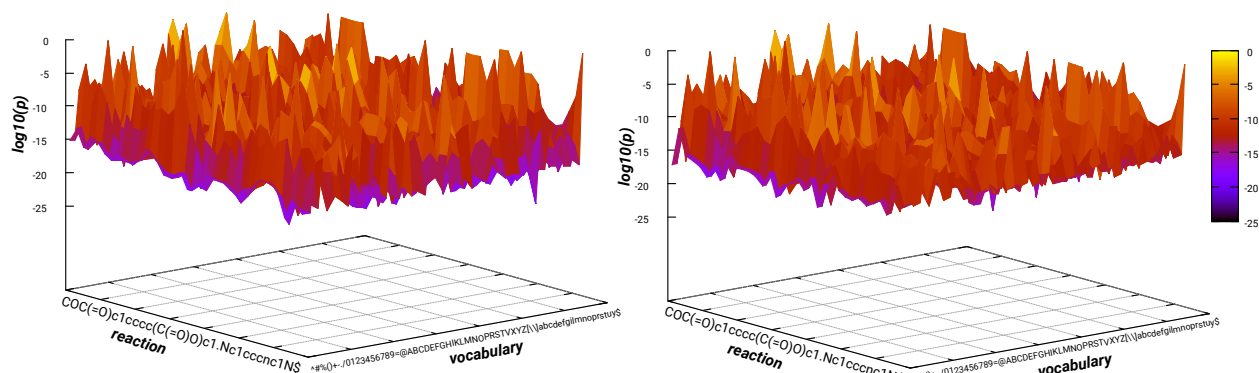 0
-5
-10
-15
-20
-25
log10(p)
COC(=O)c1cccc(C(=O)O)c1.Nc1cccnc1N$
reaction
^#%()+-./0123456789=@ABCDEFGHIKLMNOPRSTVXYZ[\\]abcdefgilmnoprstuy$
vocabulary
0
-5
-10
-15
-20
-25
log10(p)
COC(=O)c1cccc(C(=O)O)c1.Nc1cccnc1N$
reaction
)+-./0123456789=@ABCDEFGHIKLMNOPRSTVXYZ[\\]abcdefgilmnoprstuy$
vocabulary
0
-5
-10
-15
-20
-25